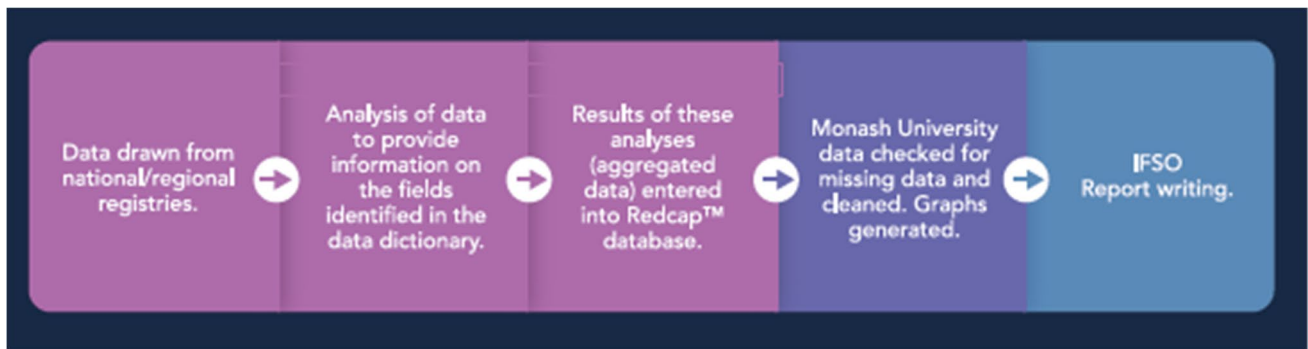 Data drawn from
national/regional
registries.
Analysis of data
to provide
information on
the fields
identified in the
data dictionary.
Results of these
analyses
(aggregated
data) entered
into Redcap™
database.
Monash University
data checked for
missing data and
cleaned. Graphs
generated.
IFSO
Report writing.